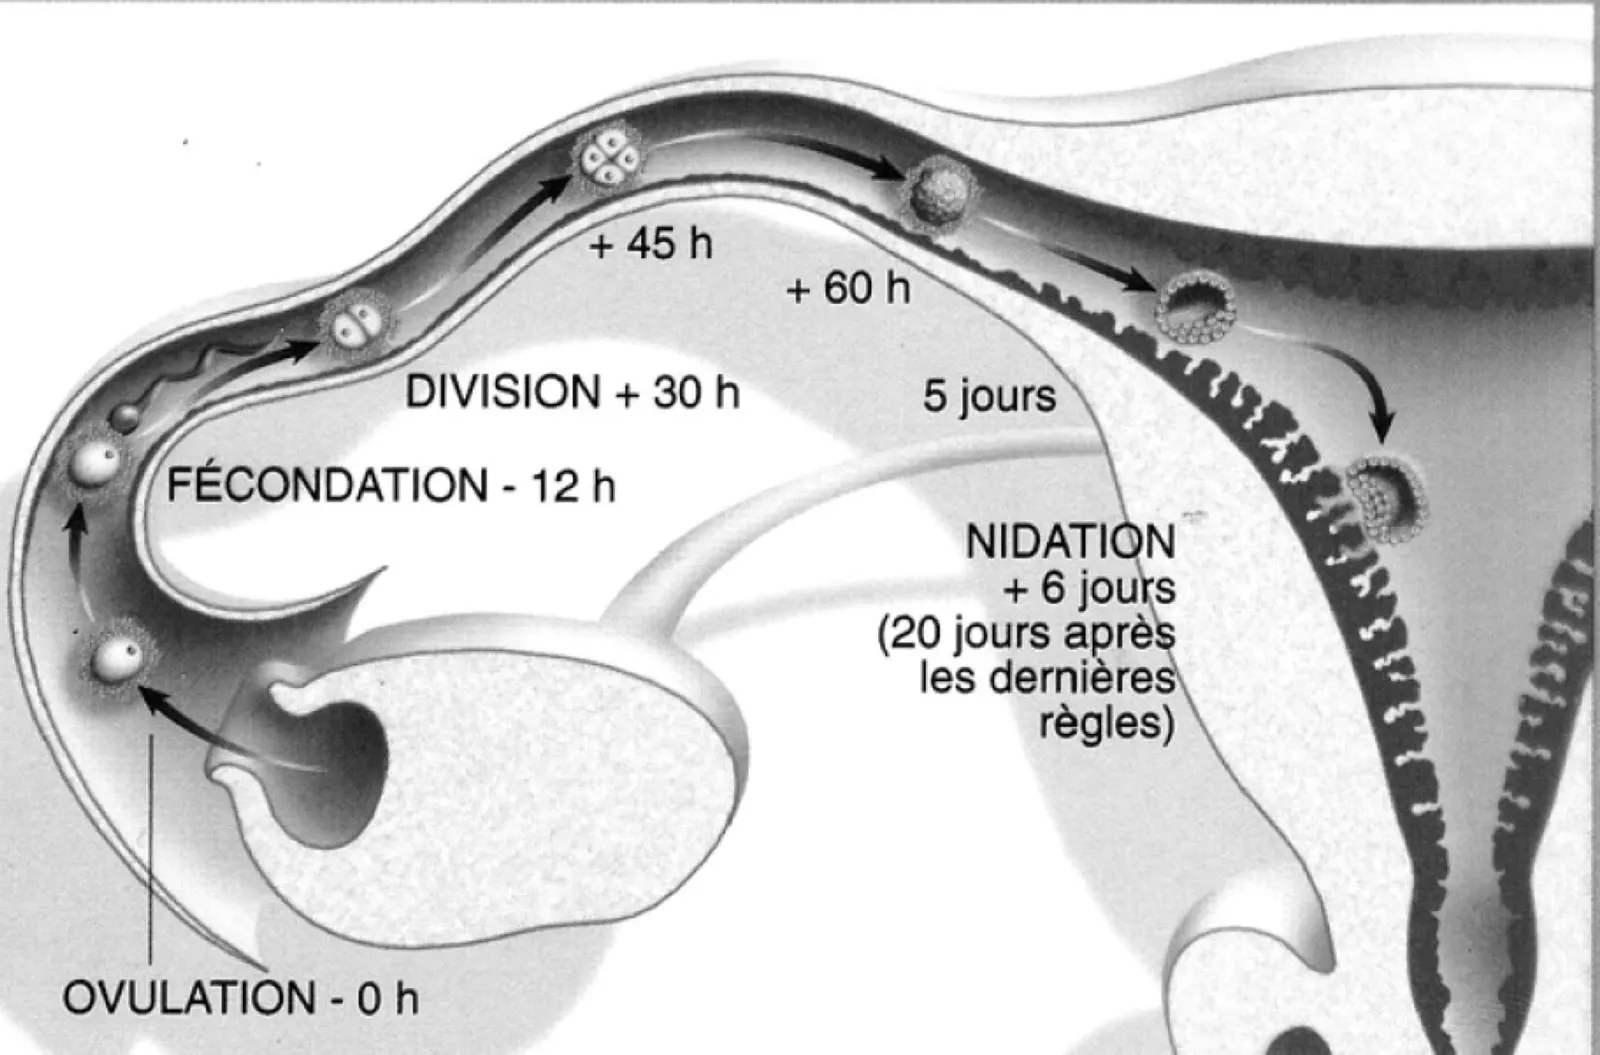 + 45 h
+ 60 h
DIVISION + 30 h
5 jours
FÉCONDATION - 12 h
NIDATION
+ 6 jours
(20 jours après
les dernières
règles)
OVULATION - 0 h